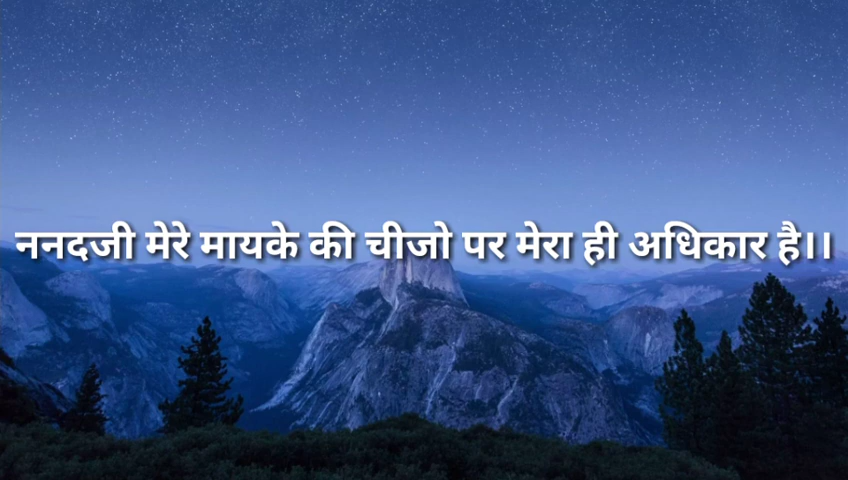 ननदजी मेरे मायके की चीजो पर मेरा ही अधिकार है।।